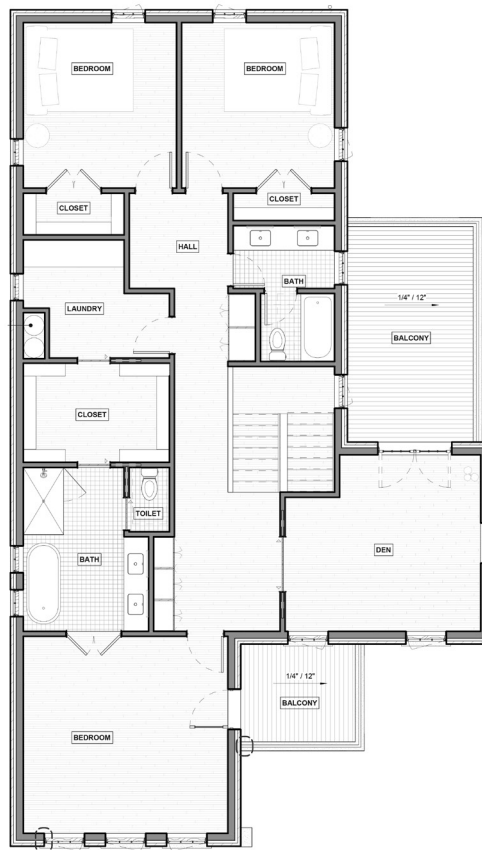 BEDROOM
BEDROOM
CLOSET
CLOSET
HALL
BATH
1/4" / 12"
LAUNDRY
BALCONY
CLOSET
TOILET
DEN
BATH
1/4" / 12"
BALCONY
BEDROOM